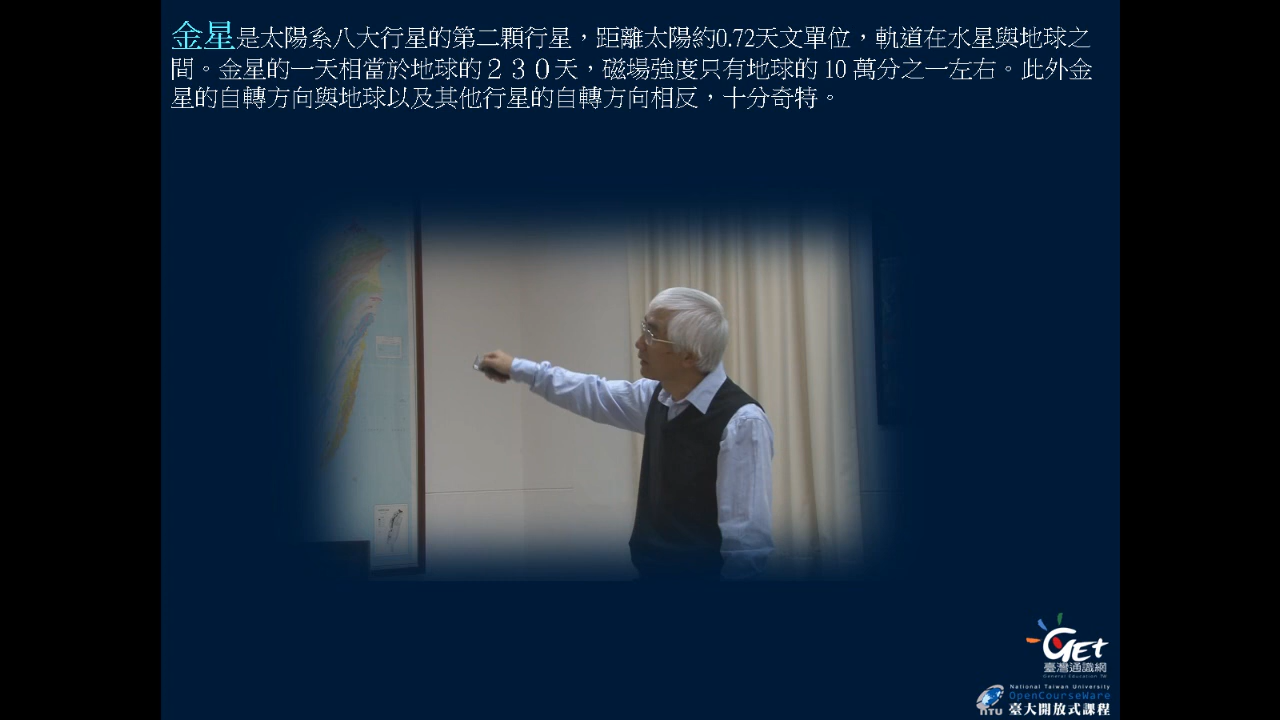 金星是太陽系八大行星的第二顆行星，距離太陽約0.72天文單位，軌道在水星與地球之
間。金星的一天相當於地球的２３０天，磁場強度只有地球的 10 萬分之一左右。此外金
星的自轉方向與地球以及其他行星的自轉方向相反，十分奇特。
GET
臺灣通識網
General Education TW
National Taiwan University
OpenCourseWare
NTU 臺大開放式課程